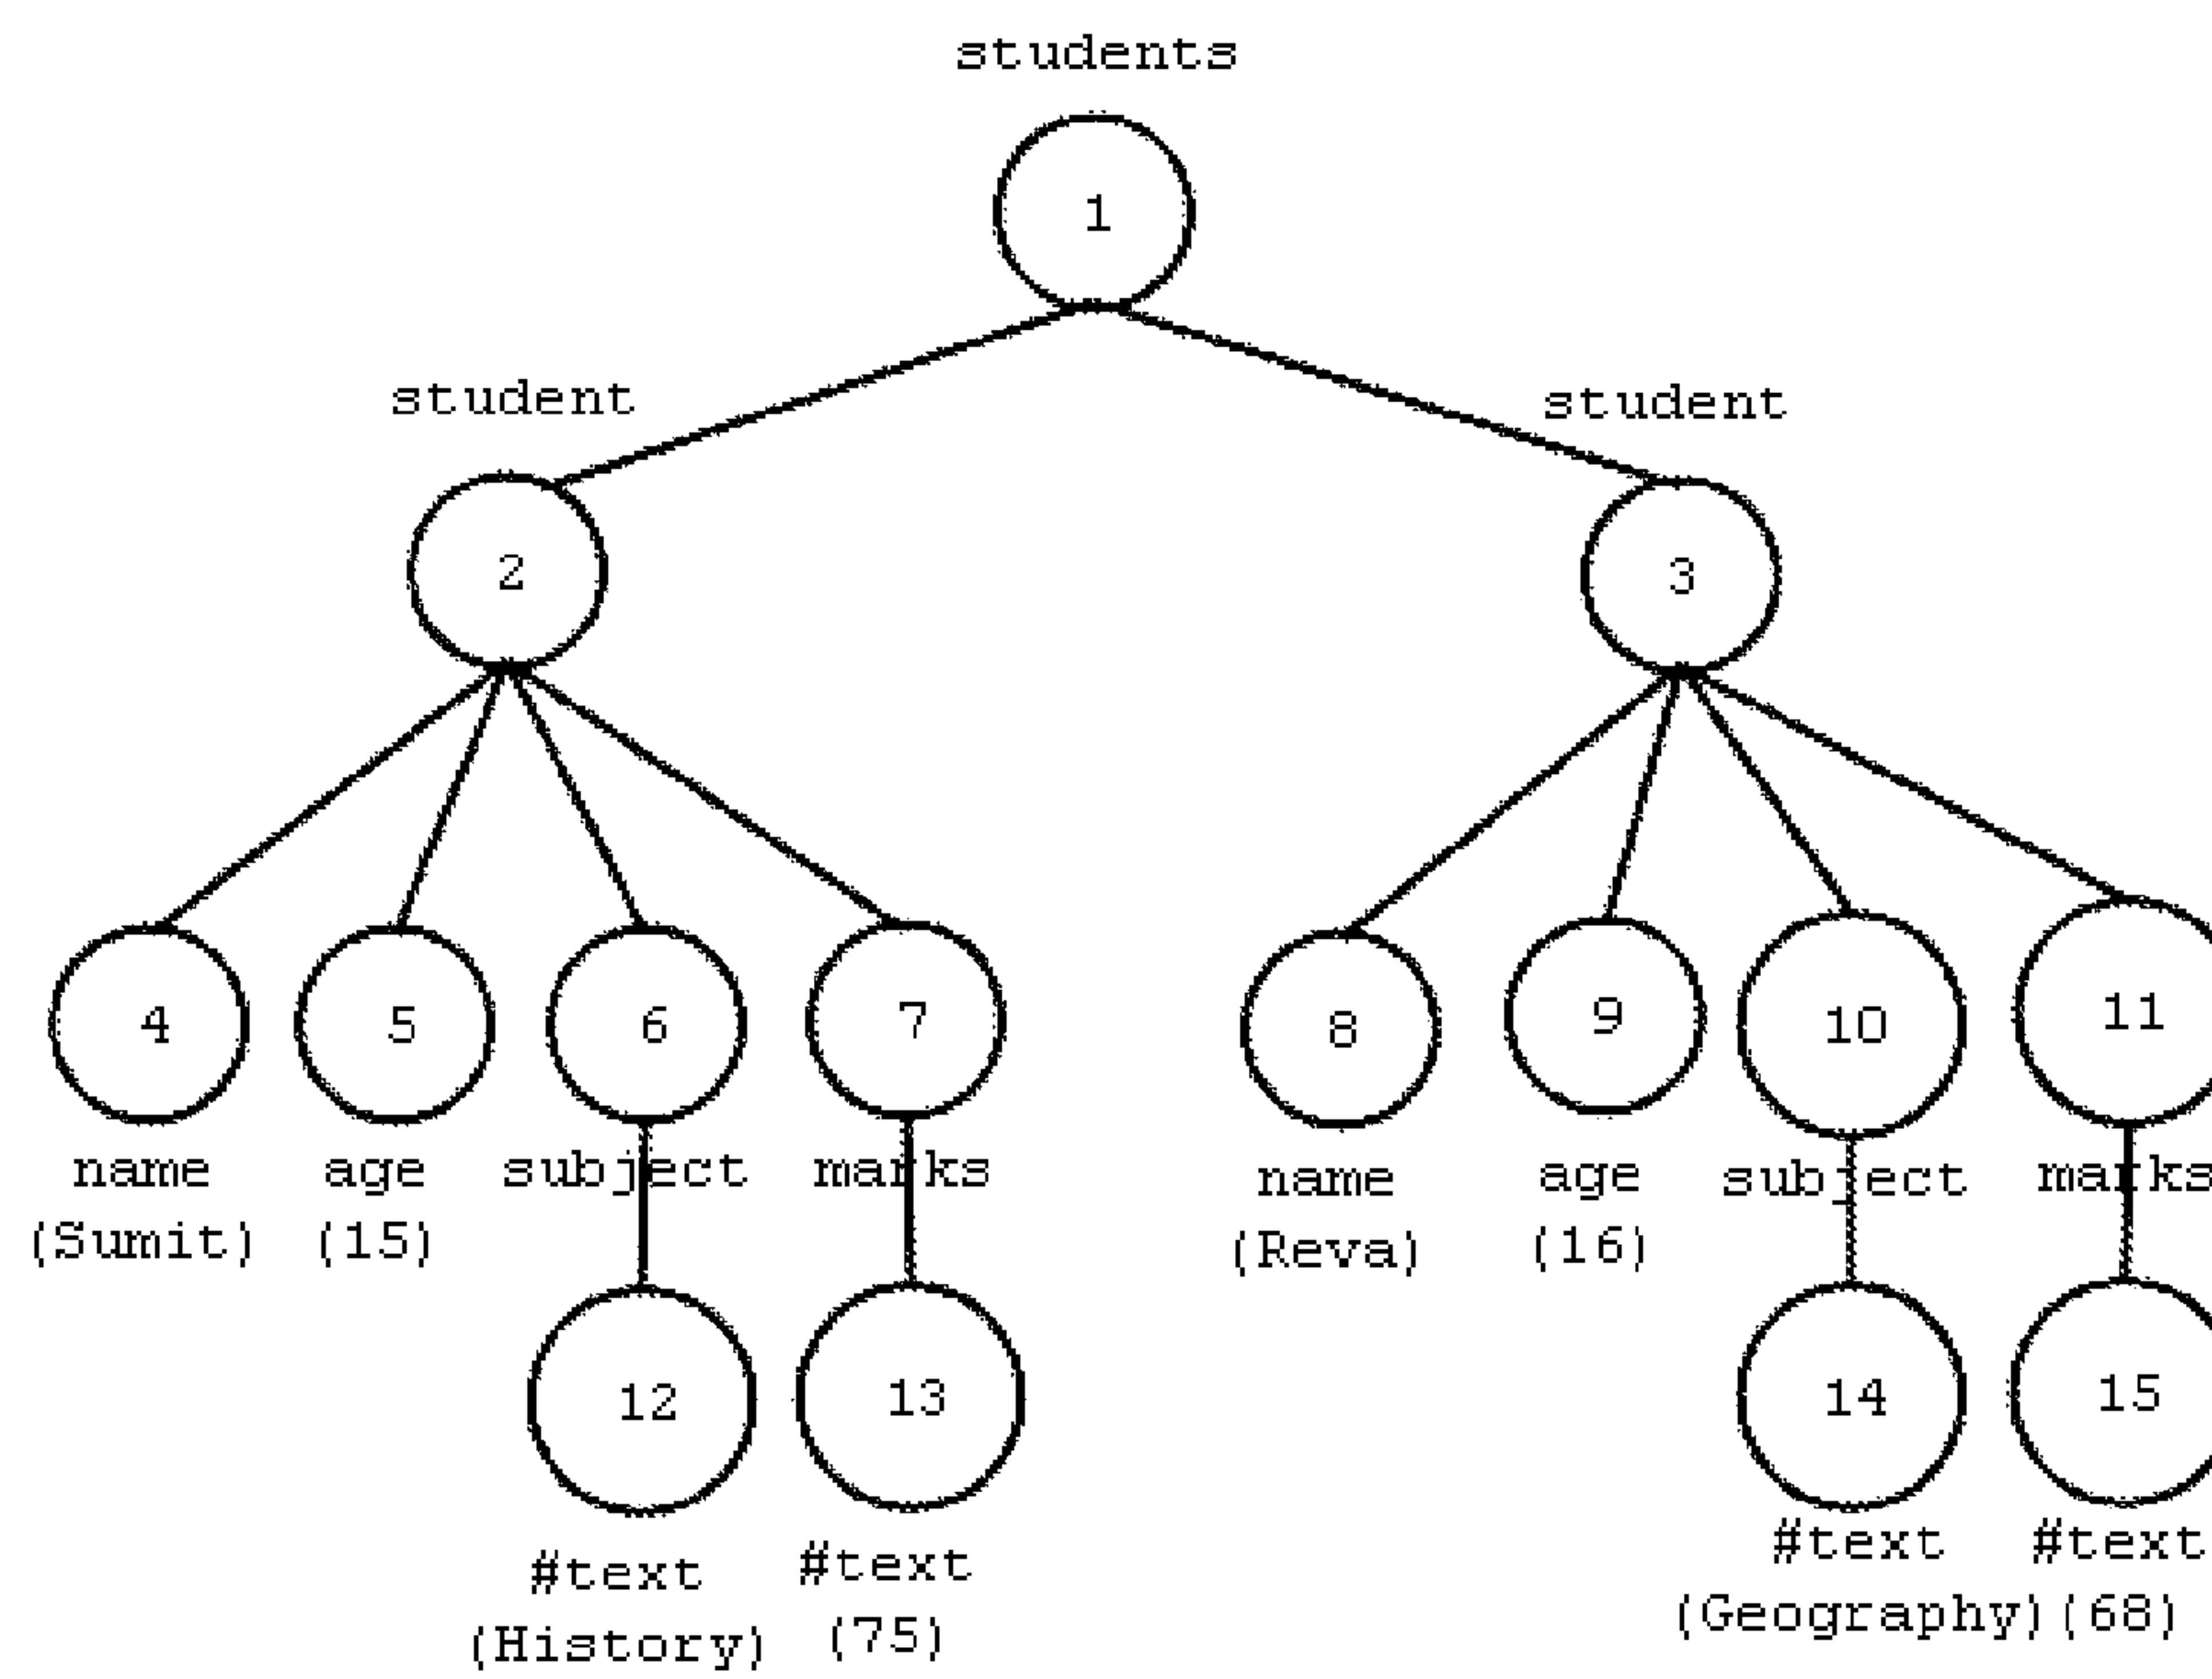 students
1
student student
2 3
4 5 6 7 8 9 10 11
name age subject marks name age subject marks
(Sumit) (15) (Reva) (16)
12 13 14 15
#text #text #text #text
(History) (75) (Geography) (68)